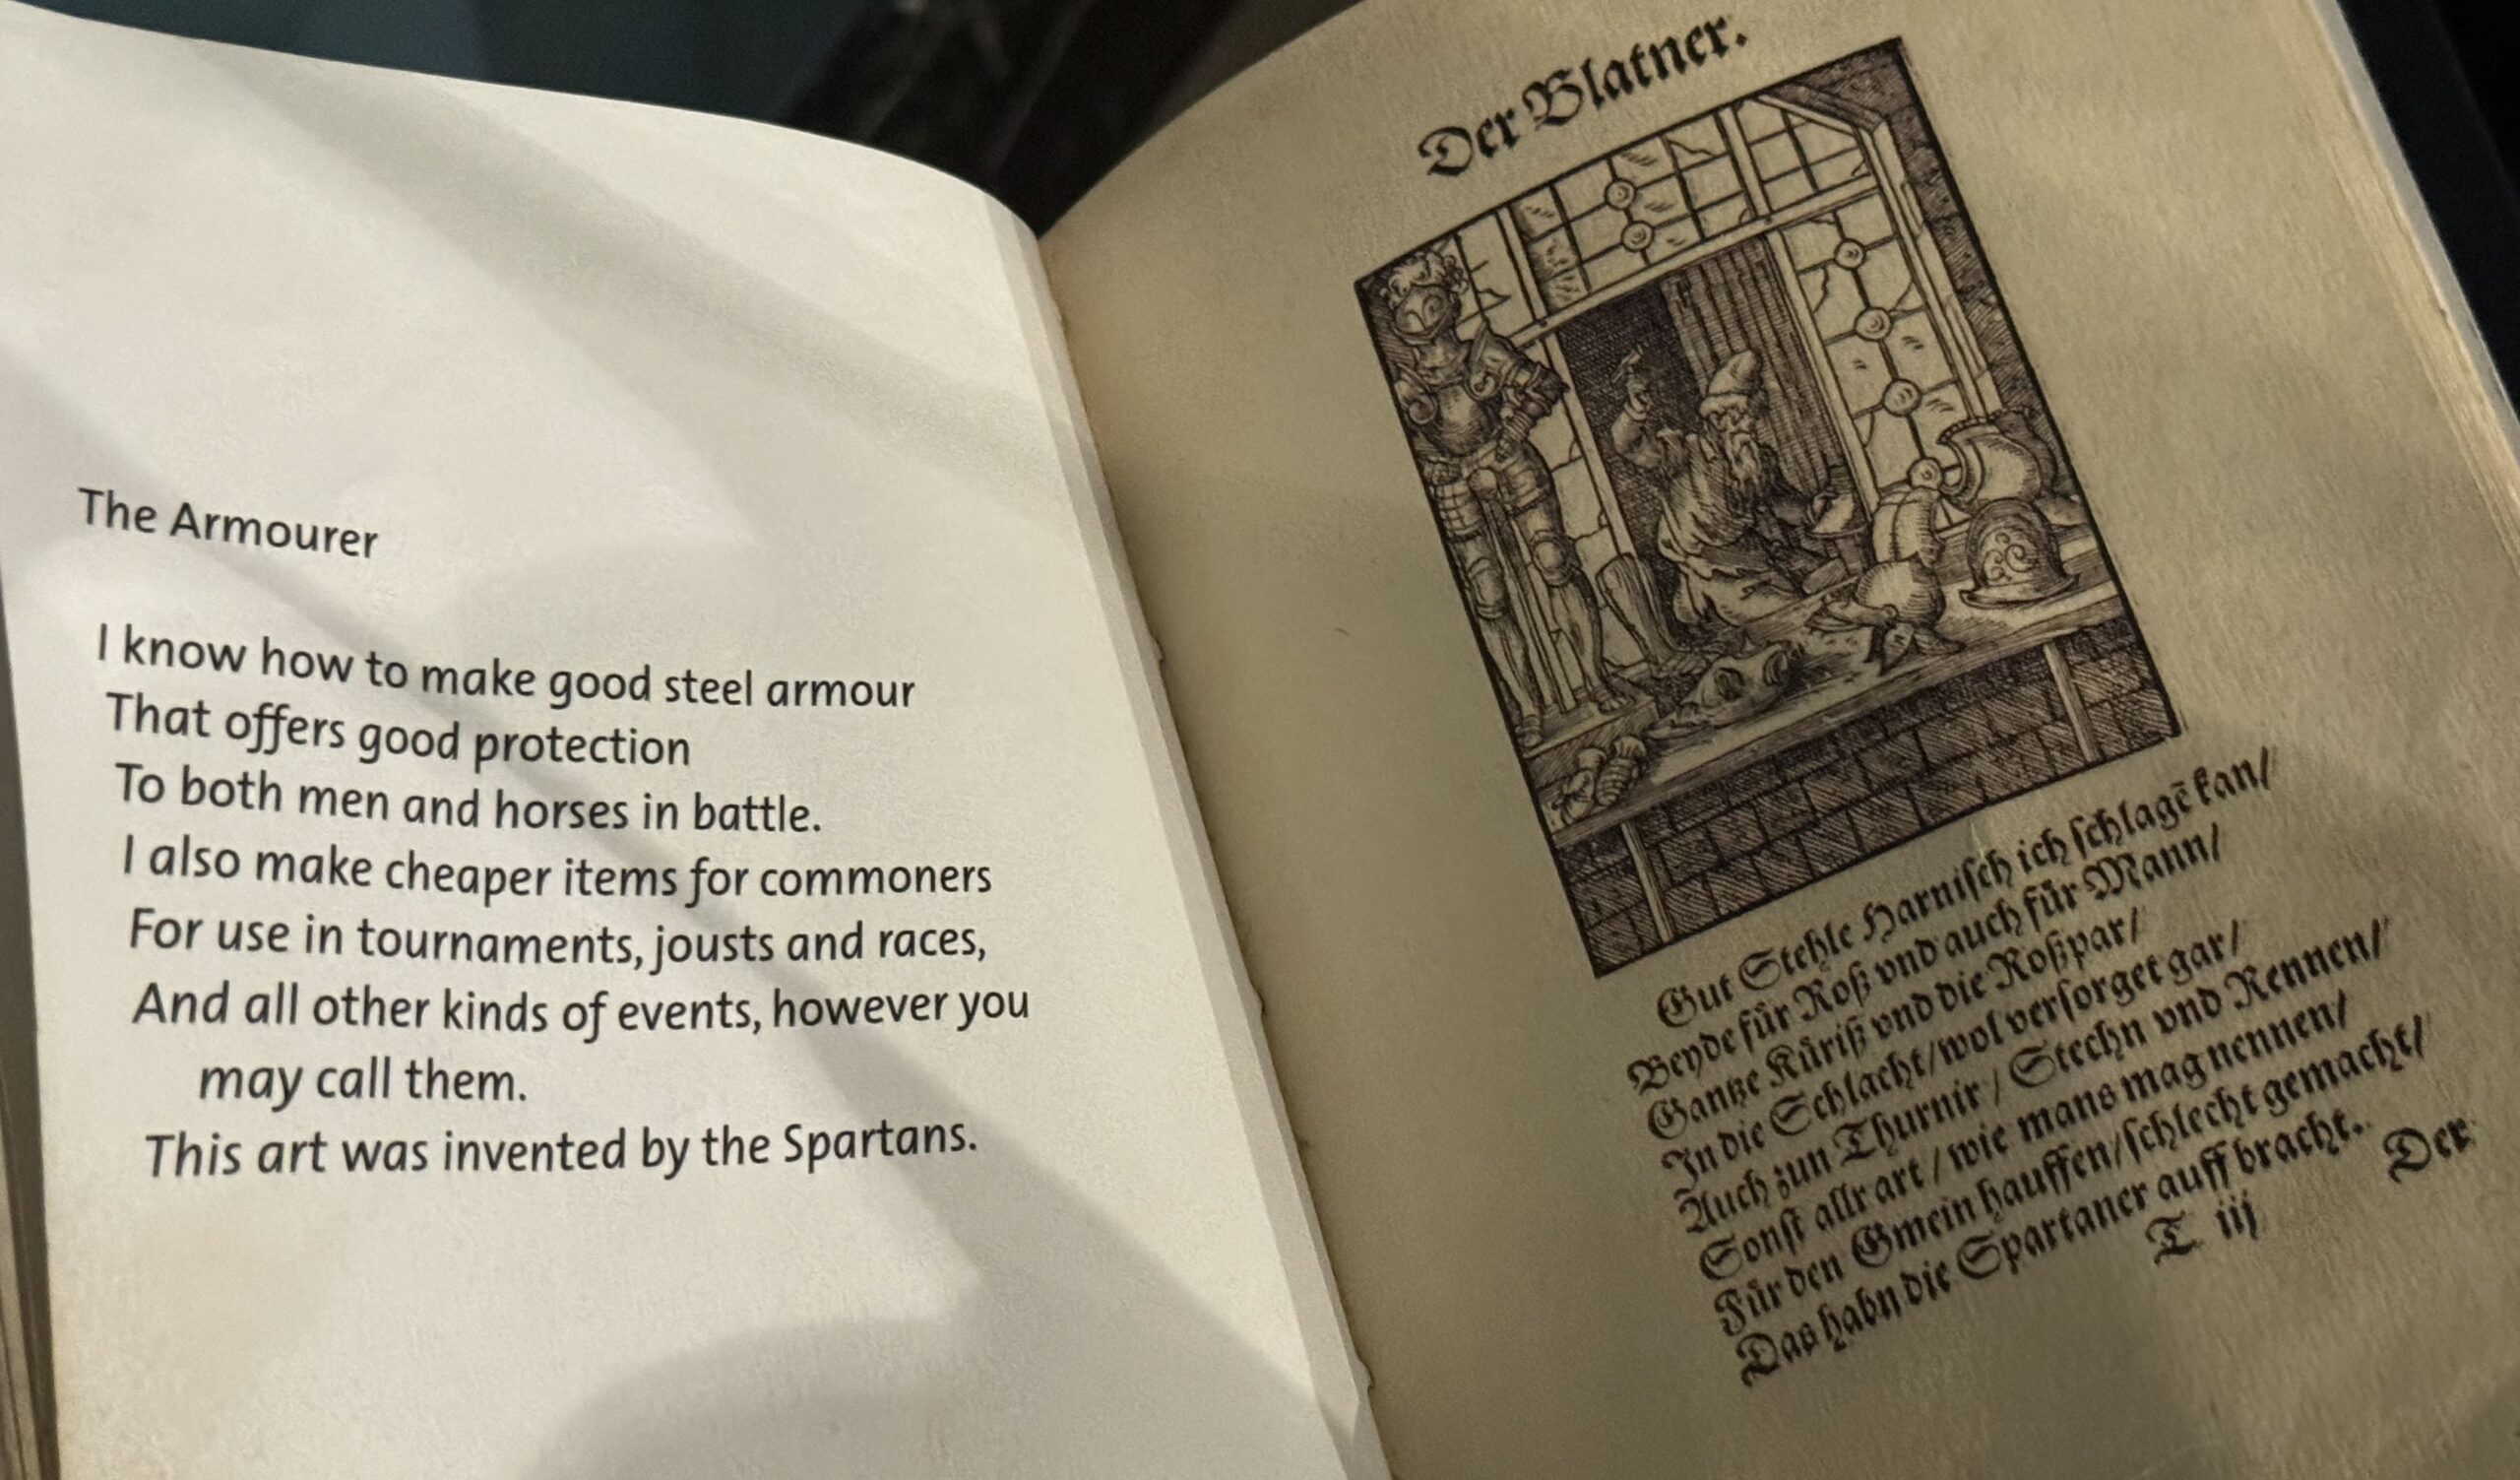 The Armourer
I know how to make good steel armour
That offers good protection
To both men and horses in battle.
I also make cheaper items for commoners
For use in tournaments, jousts and races,
And all other kinds of events, however you
may call them.
This art was invented by the Spartans.
Der Blatner.
Gut Stehle Harniſch ich ſchlagē kan/
Beyde für Roß vnd auch für Mann/
Gantze Küriß vnd die Roßpar/
In die Schlacht/wol verſorget gar/
Auch zun Thurnir/ Stechn vnd Rennen/
Sonſt allr art/wie mans mag nennen/
Für den Gmein hauffen/ſchlecht gemacht/
Das habn die Spartaner auff bracht.
T iij
Der